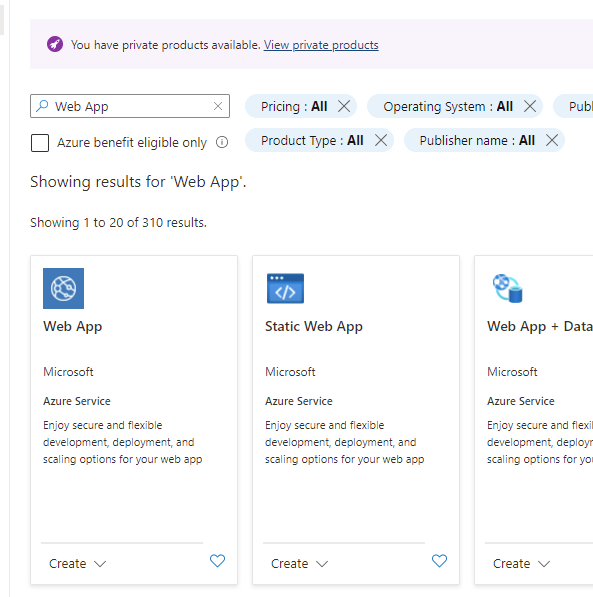 You have private products available. View private products
Web App
Pricing : All
Operating System : All
Publ
Azure benefit eligible only
Product Type : All
Publisher name : All
Showing results for 'Web App'.
Showing 1 to 20 of 310 results.
Web App
Microsoft
Azure Service
Enjoy secure and flexible
development, deployment, and
scaling options for your web app
Create
Static Web App
Microsoft
Azure Service
Enjoy secure and flexible
development, deployment, and
scaling options for your web app
Create
Web App + Data
Microsoft
Azure Service
Enjoy secure and flexi
development, deploym
scaling options for you
Create